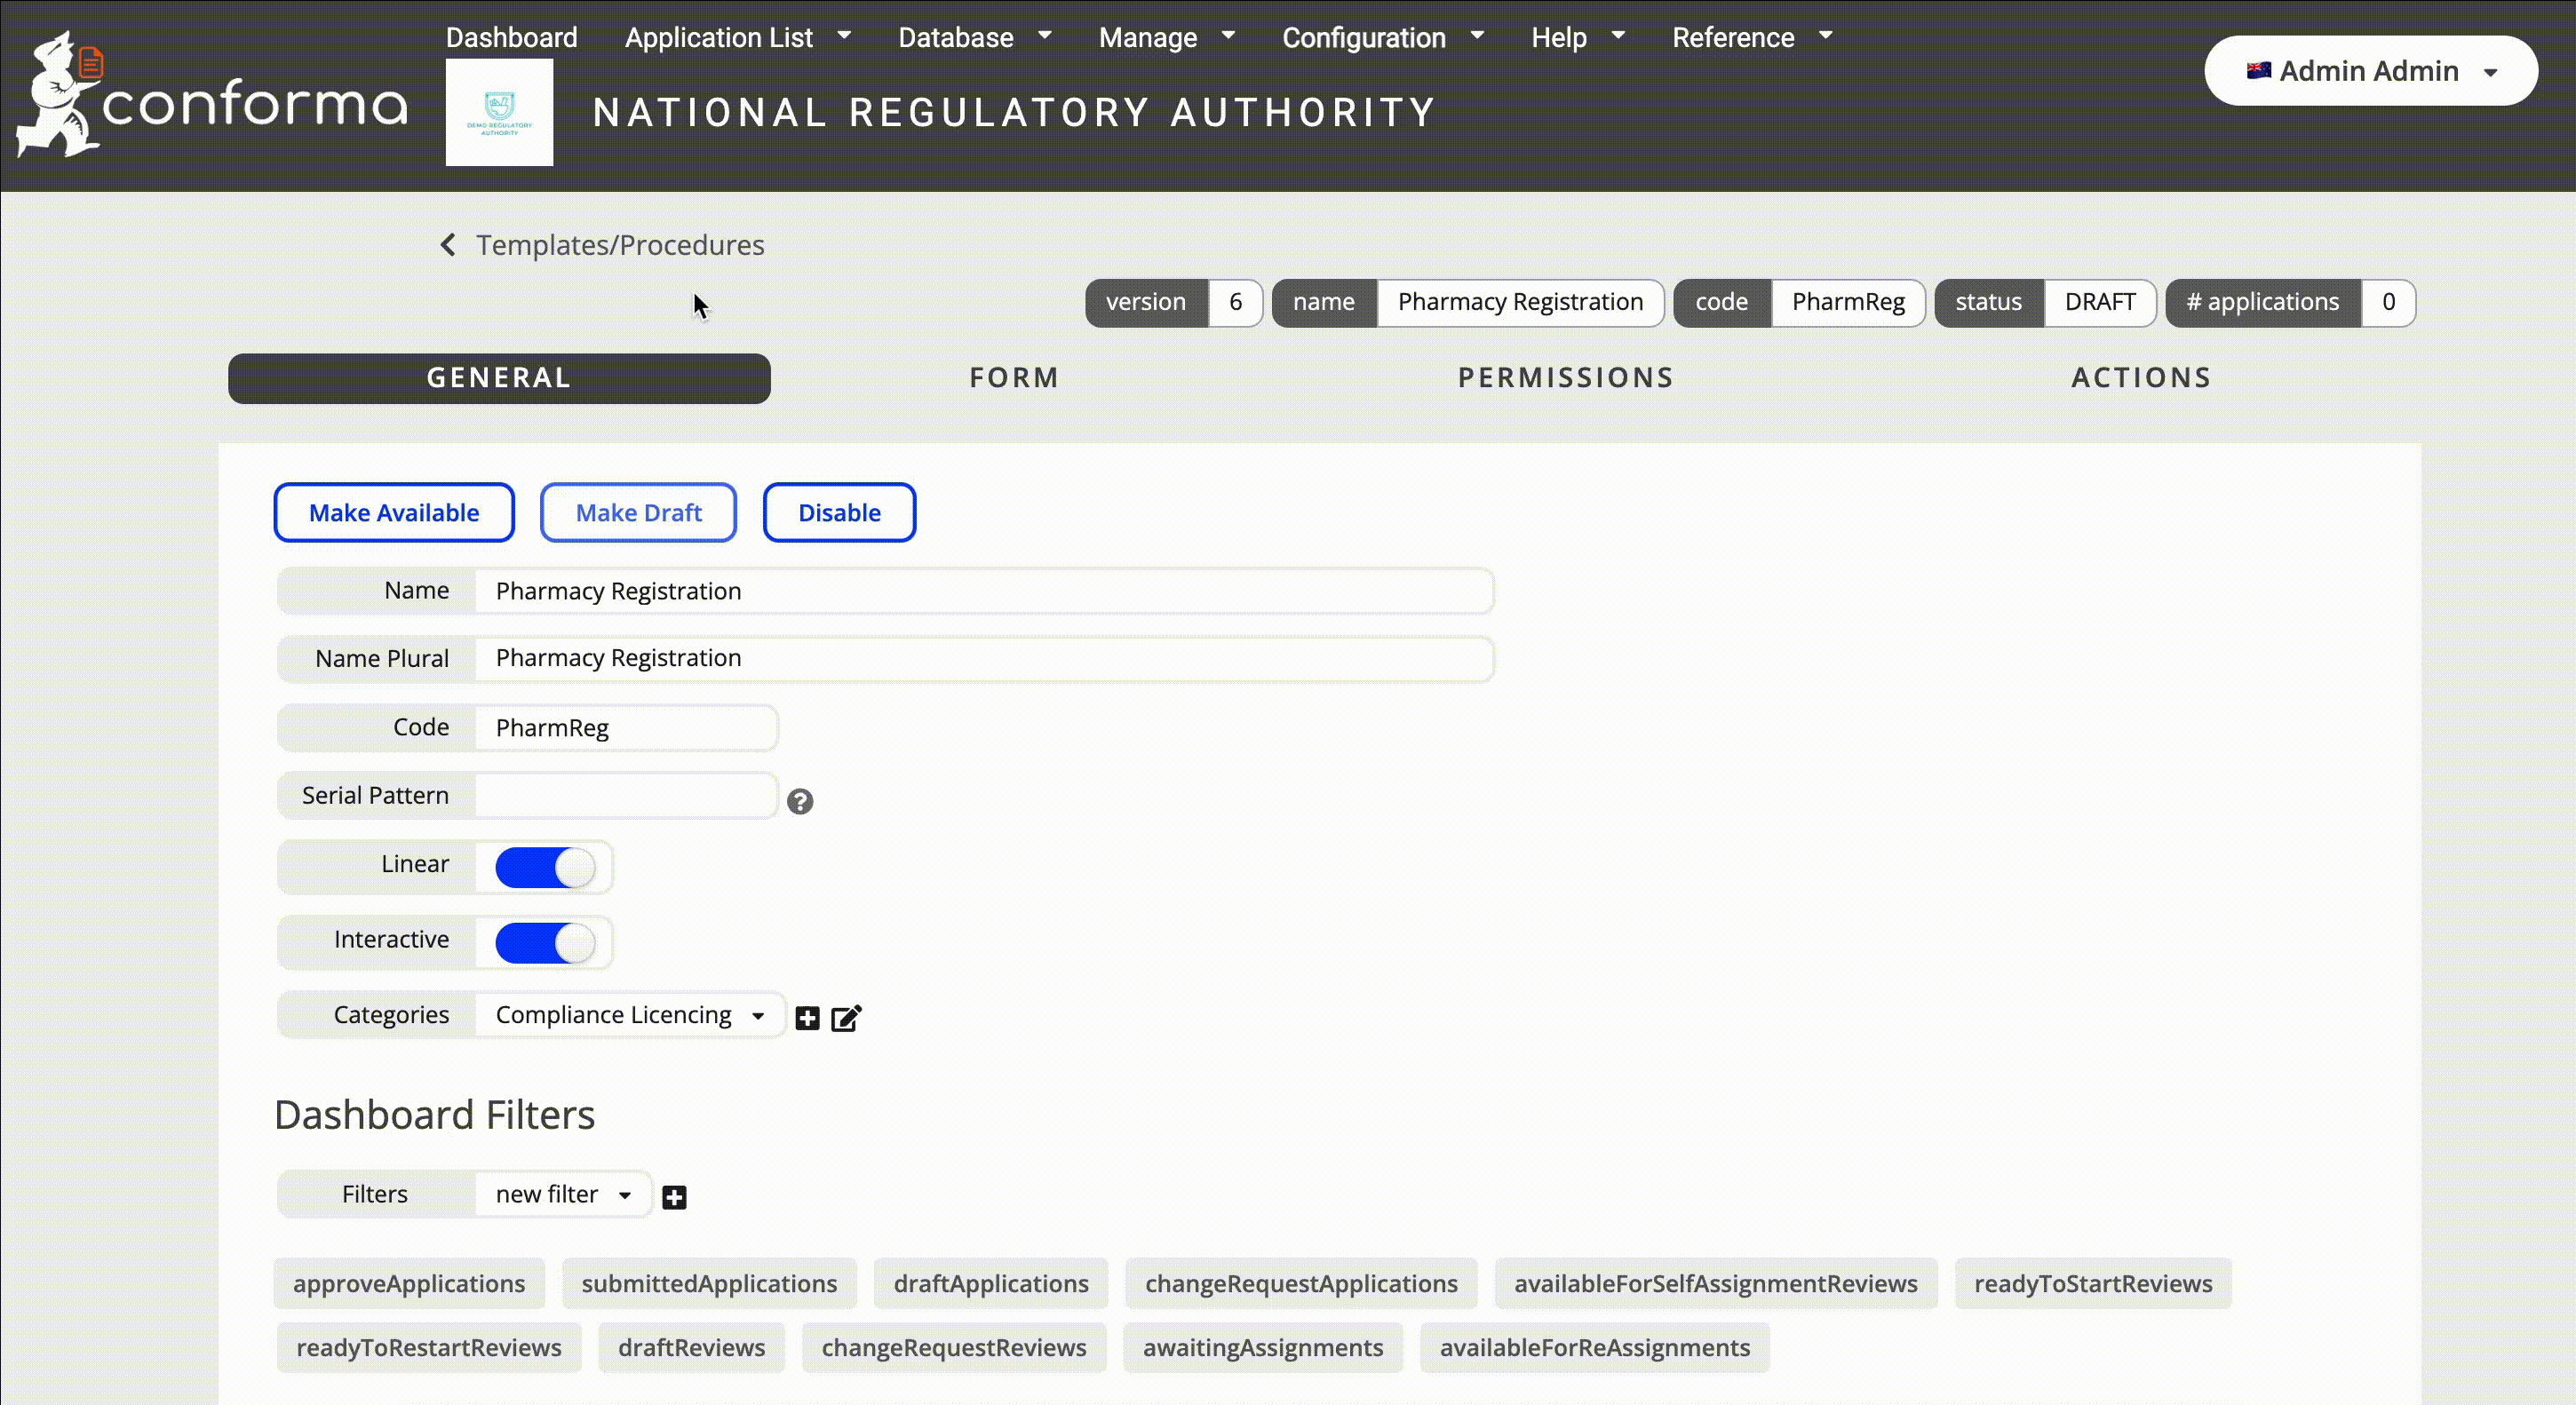 Dashboard Application List Database Manage Configuration Help Reference
Admin Admin
conforma
DEMO REGULATORY
AUTHORITY
NATIONAL REGULATORY AUTHORITY
Templates/Procedures
version 6 name Pharmacy Registration code PharmReg status DRAFT # applications 0
GENERAL FORM PERMISSIONS ACTIONS
Make Available Make Draft Disable
Name Pharmacy Registration
Name Plural Pharmacy Registration
Code PharmReg
Serial Pattern ?
Linear
Interactive
Categories Compliance Licencing
Dashboard Filters
Filters new filter
approveApplications submittedApplications draftApplications changeRequestApplications availableForSelfAssignmentReviews readyToStartReviews
readyToRestartReviews draftReviews changeRequestReviews awaitingAssignments availableForReAssignments